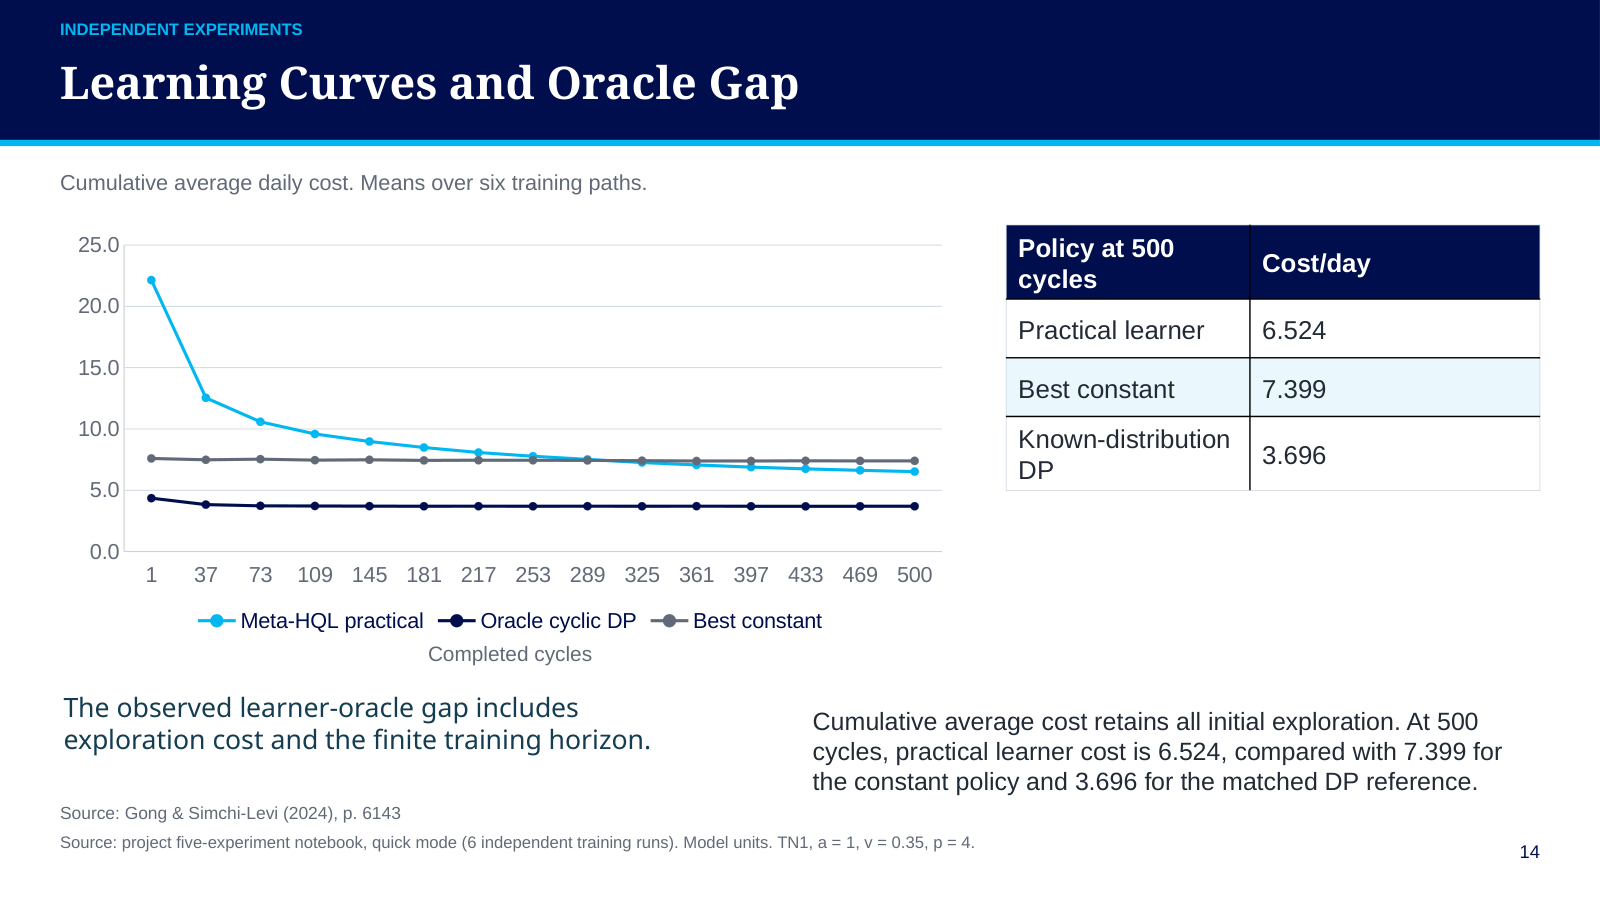 INDEPENDENT EXPERIMENTS
Learning Curves and Oracle Gap
Cumulative average daily cost. Means over six training paths.
25.0
20.0
15.0
10.0
5.0
0.0
1 37 73 109 145 181 217 253 289 325 361 397 433 469 500
Meta-HQL practical Oracle cyclic DP Best constant
Completed cycles
Policy at 500
cycles
Cost/day
Practical learner 6.524
Best constant 7.399
Known-distribution
DP
3.696
The observed learner-oracle gap includes
exploration cost and the finite training horizon.
Cumulative average cost retains all initial exploration. At 500
cycles, practical learner cost is 6.524, compared with 7.399 for
the constant policy and 3.696 for the matched DP reference.
Source: Gong & Simchi-Levi (2024), p. 6143
Source: project five-experiment notebook, quick mode (6 independent training runs). Model units. TN1, a = 1, v = 0.35, p = 4.
14